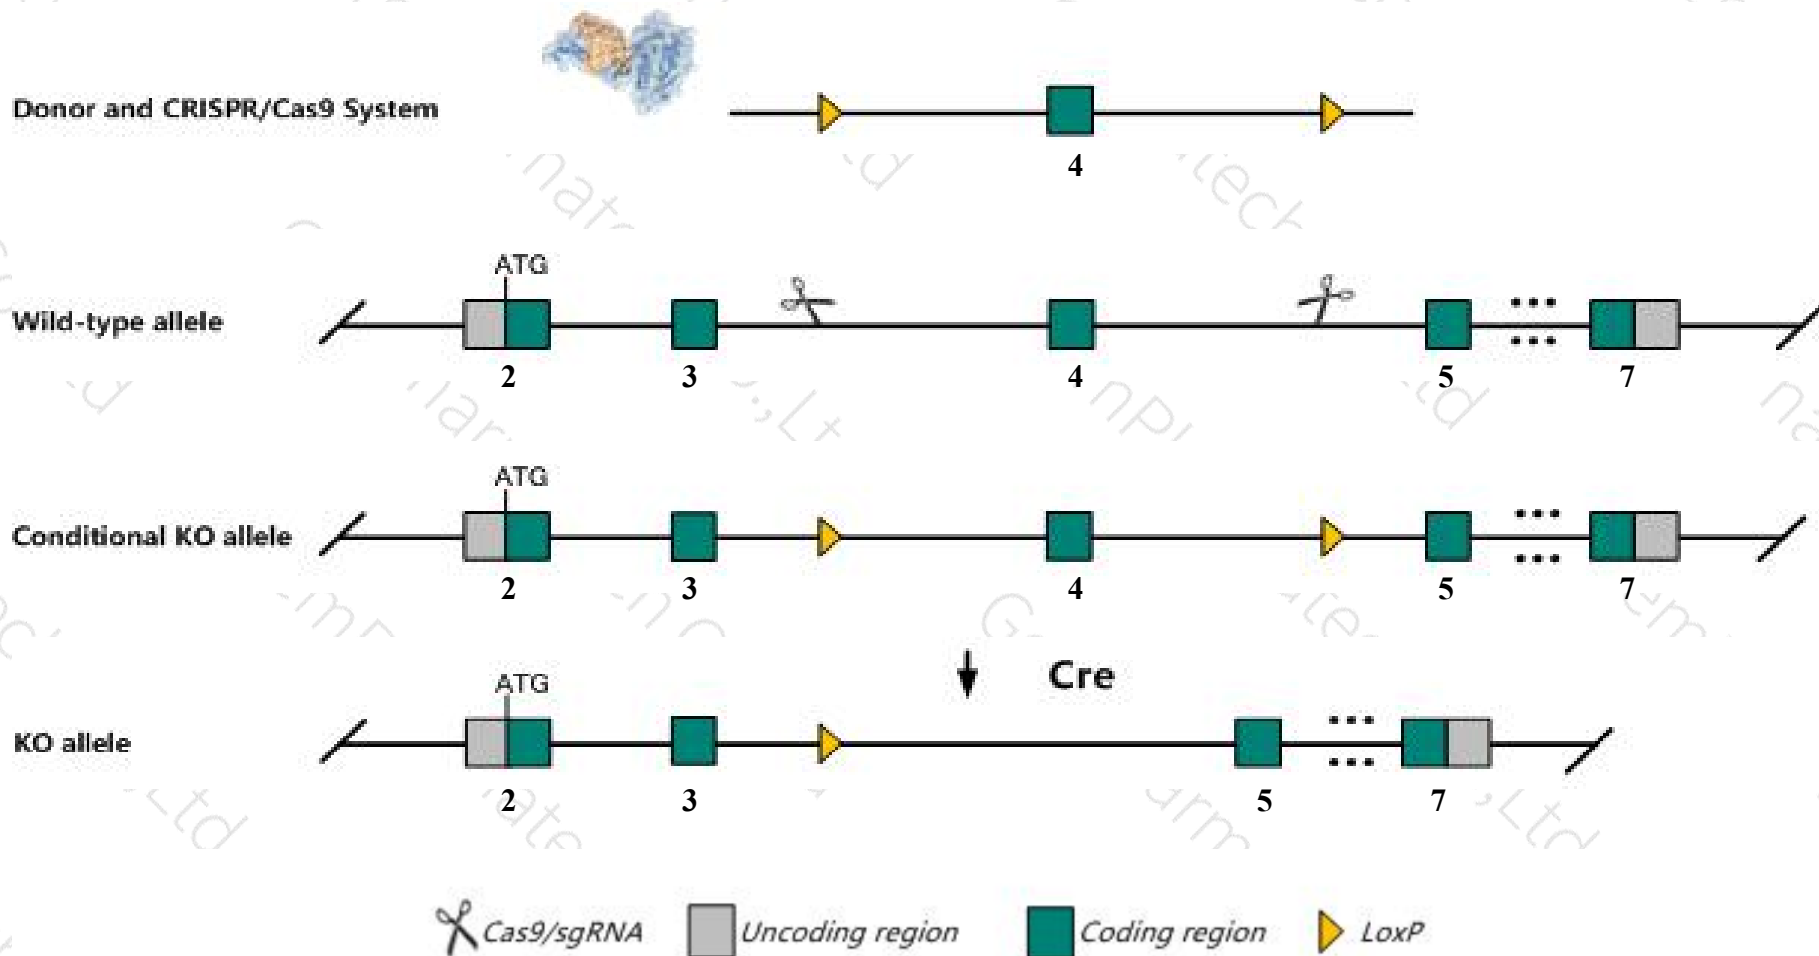 Donor and CRISPR/Cas9 System
4
ATG
Wild-type allele
2 3 4 5 7
ATG
Conditional KO allele
2 3 4 5 7
Cre
ATG
KO allele
2 3 5 7
Cas9/sgRNA Uncoding region Coding region LoxP